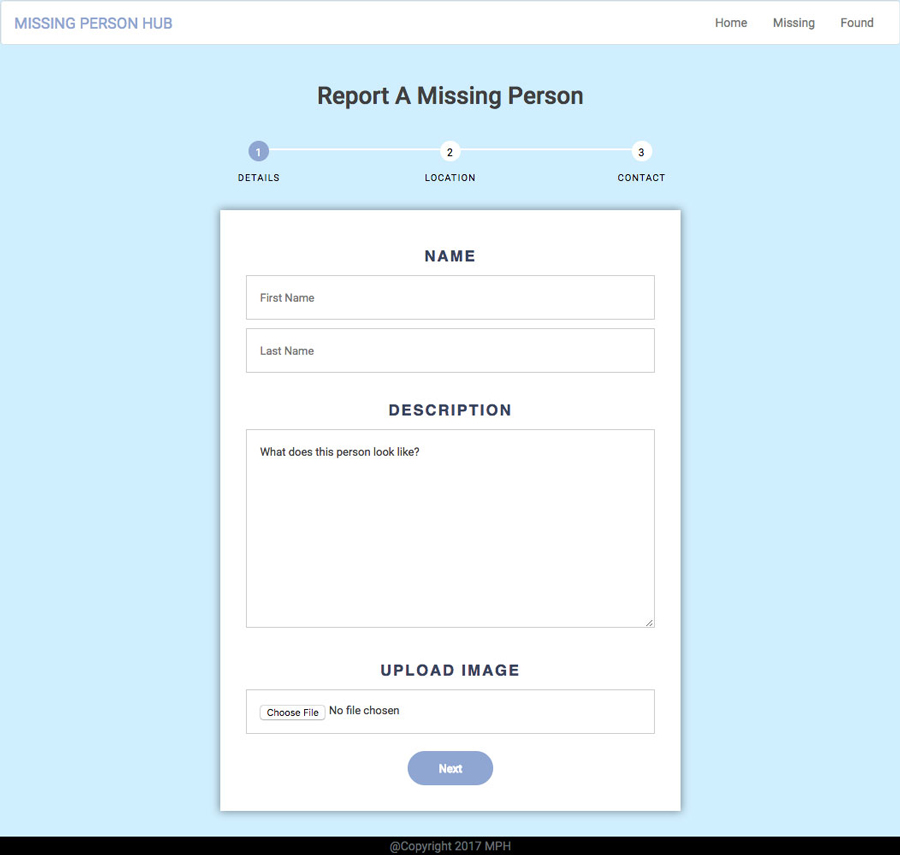 MISSING PERSON HUB
Home Missing Found
Report A Missing Person
1 2 3
DETAILS LOCATION CONTACT
NAME
First Name
Last Name
DESCRIPTION
What does this person look like?
UPLOAD IMAGE
Choose File No file chosen
Next
@Copyright 2017 MPH